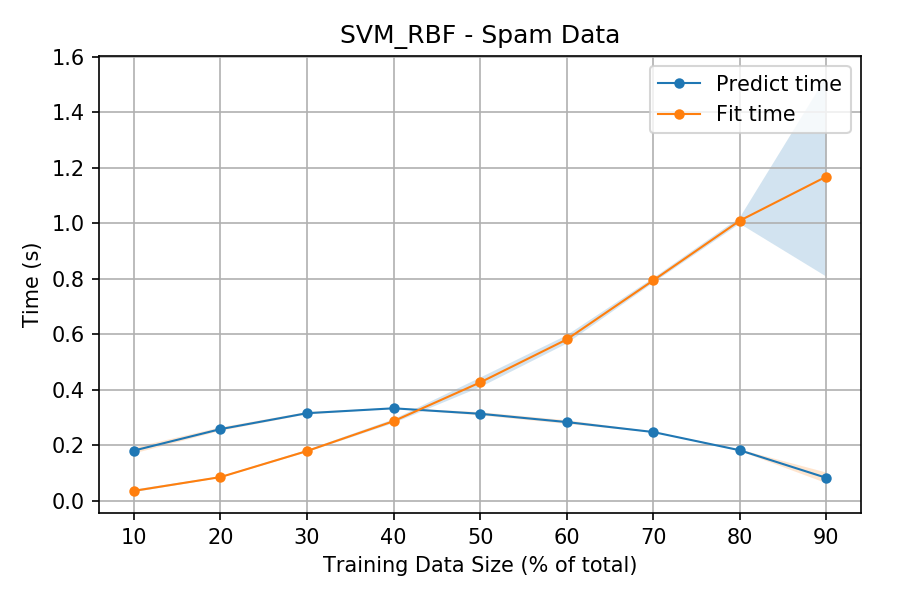 SVM_RBF - Spam Data
Predict time
Fit time
Time (s)
1.6
1.4
1.2
1.0
0.8
0.6
0.4
0.2
0.0
10 20 30 40 50 60 70 80 90
Training Data Size (% of total)